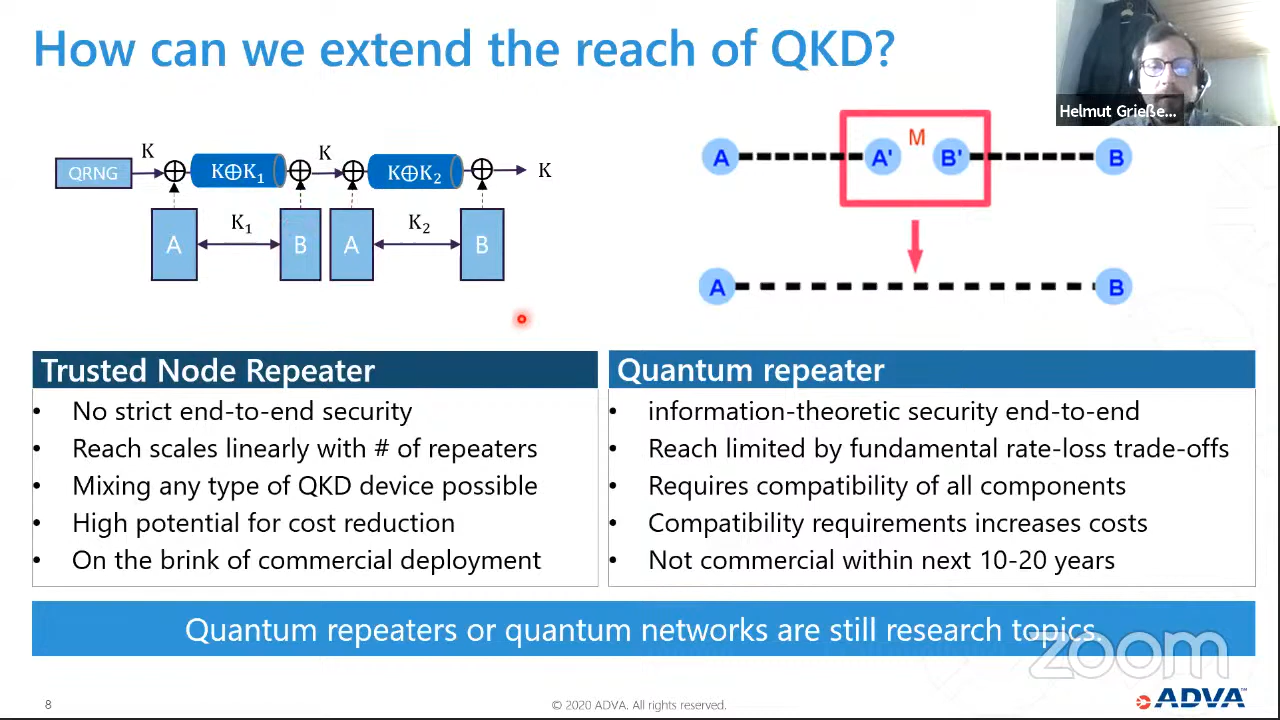 How can we extend the reach of QKD?
Helmut Grieße...
QRNG
K
K⊕K₁
K
K⊕K₂
K
A
K₁
B
A
K₂
B
A
A'
M
B'
B
A
B
Trusted Node Repeater
• No strict end-to-end security
• Reach scales linearly with # of repeaters
• Mixing any type of QKD device possible
• High potential for cost reduction
• On the brink of commercial deployment
Quantum repeater
• information-theoretic security end-to-end
• Reach limited by fundamental rate-loss trade-offs
• Requires compatibility of all components
• Compatibility requirements increases costs
• Not commercial within next 10-20 years
Quantum repeaters or quantum networks are still research topics.
zoom
8
© 2020 ADVA. All rights reserved.
ADVA™